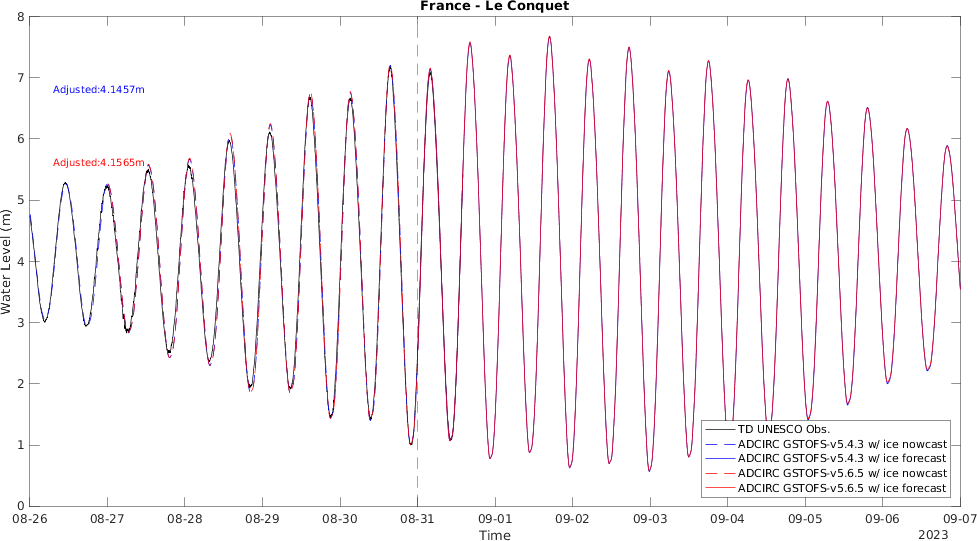 France - Le Conquet
8
7
6
5
4
3
2
1
0
Water Level (m)
Adjusted:4.1457m
Adjusted:4.1565m
TD UNESCO Obs.
ADCIRC GSTOFS-v5.4.3 w/ ice nowcast
ADCIRC GSTOFS-v5.4.3 w/ ice forecast
ADCIRC GSTOFS-v5.6.5 w/ ice nowcast
ADCIRC GSTOFS-v5.6.5 w/ ice forecast
08-26 08-27 08-28 08-29 08-30 08-31 09-01 09-02 09-03 09-04 09-05 09-06 09-07
Time
2023